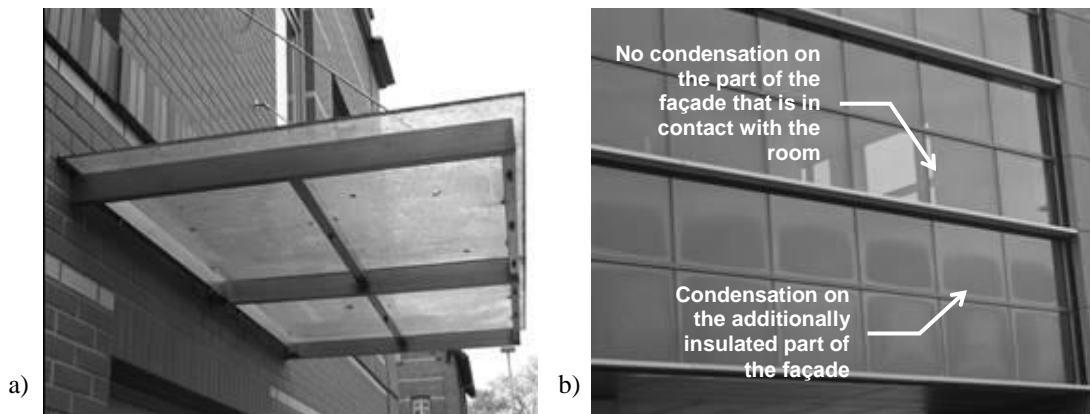 a)
b)
No condensation on
the part of the
façade that is in
contact with the
room
Condensation on
the additionally
insulated part of
the façade